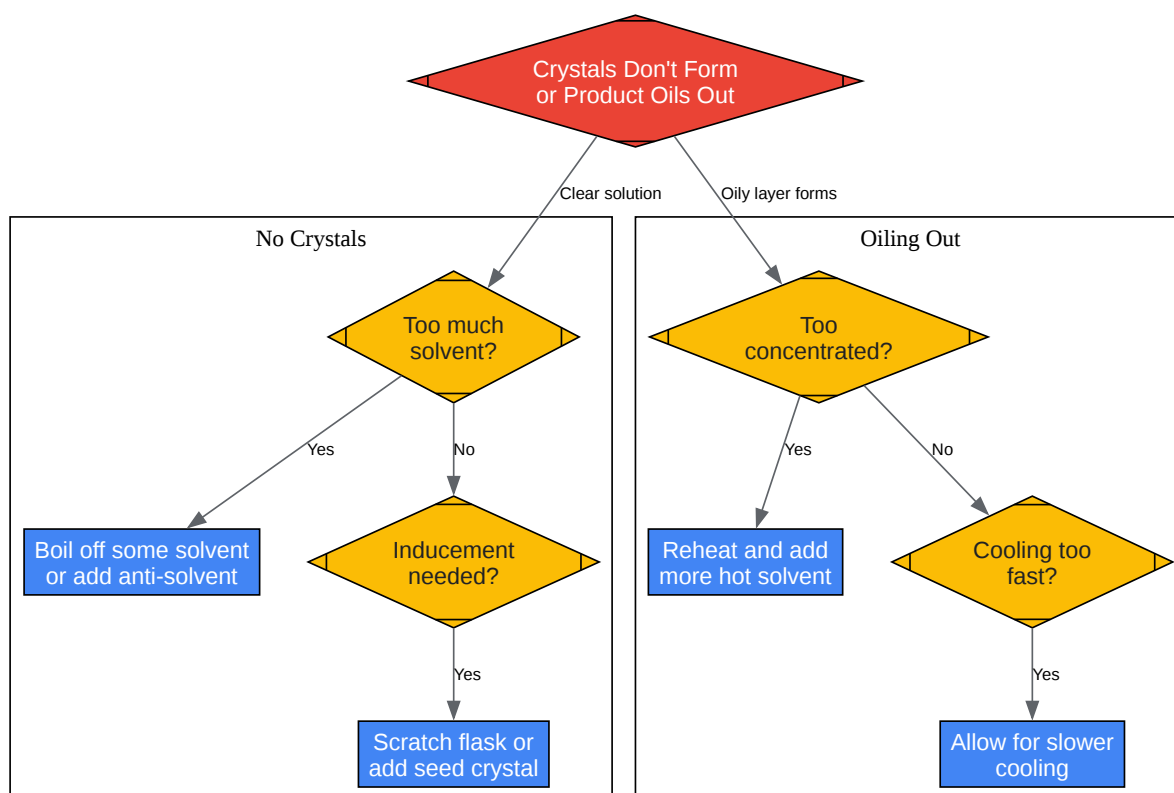 Crystals Don't Form
or Product Oils Out
Clear solution
Oily layer forms
No Crystals
Oiling Out
Too much
solvent?
Too
concentrated?
Yes
No
Yes
No
Boil off some solvent
or add anti-solvent
Inducement
needed?
Reheat and add
more hot solvent
Cooling too
fast?
Yes
Yes
Scratch flask or
add seed crystal
Allow for slower
cooling